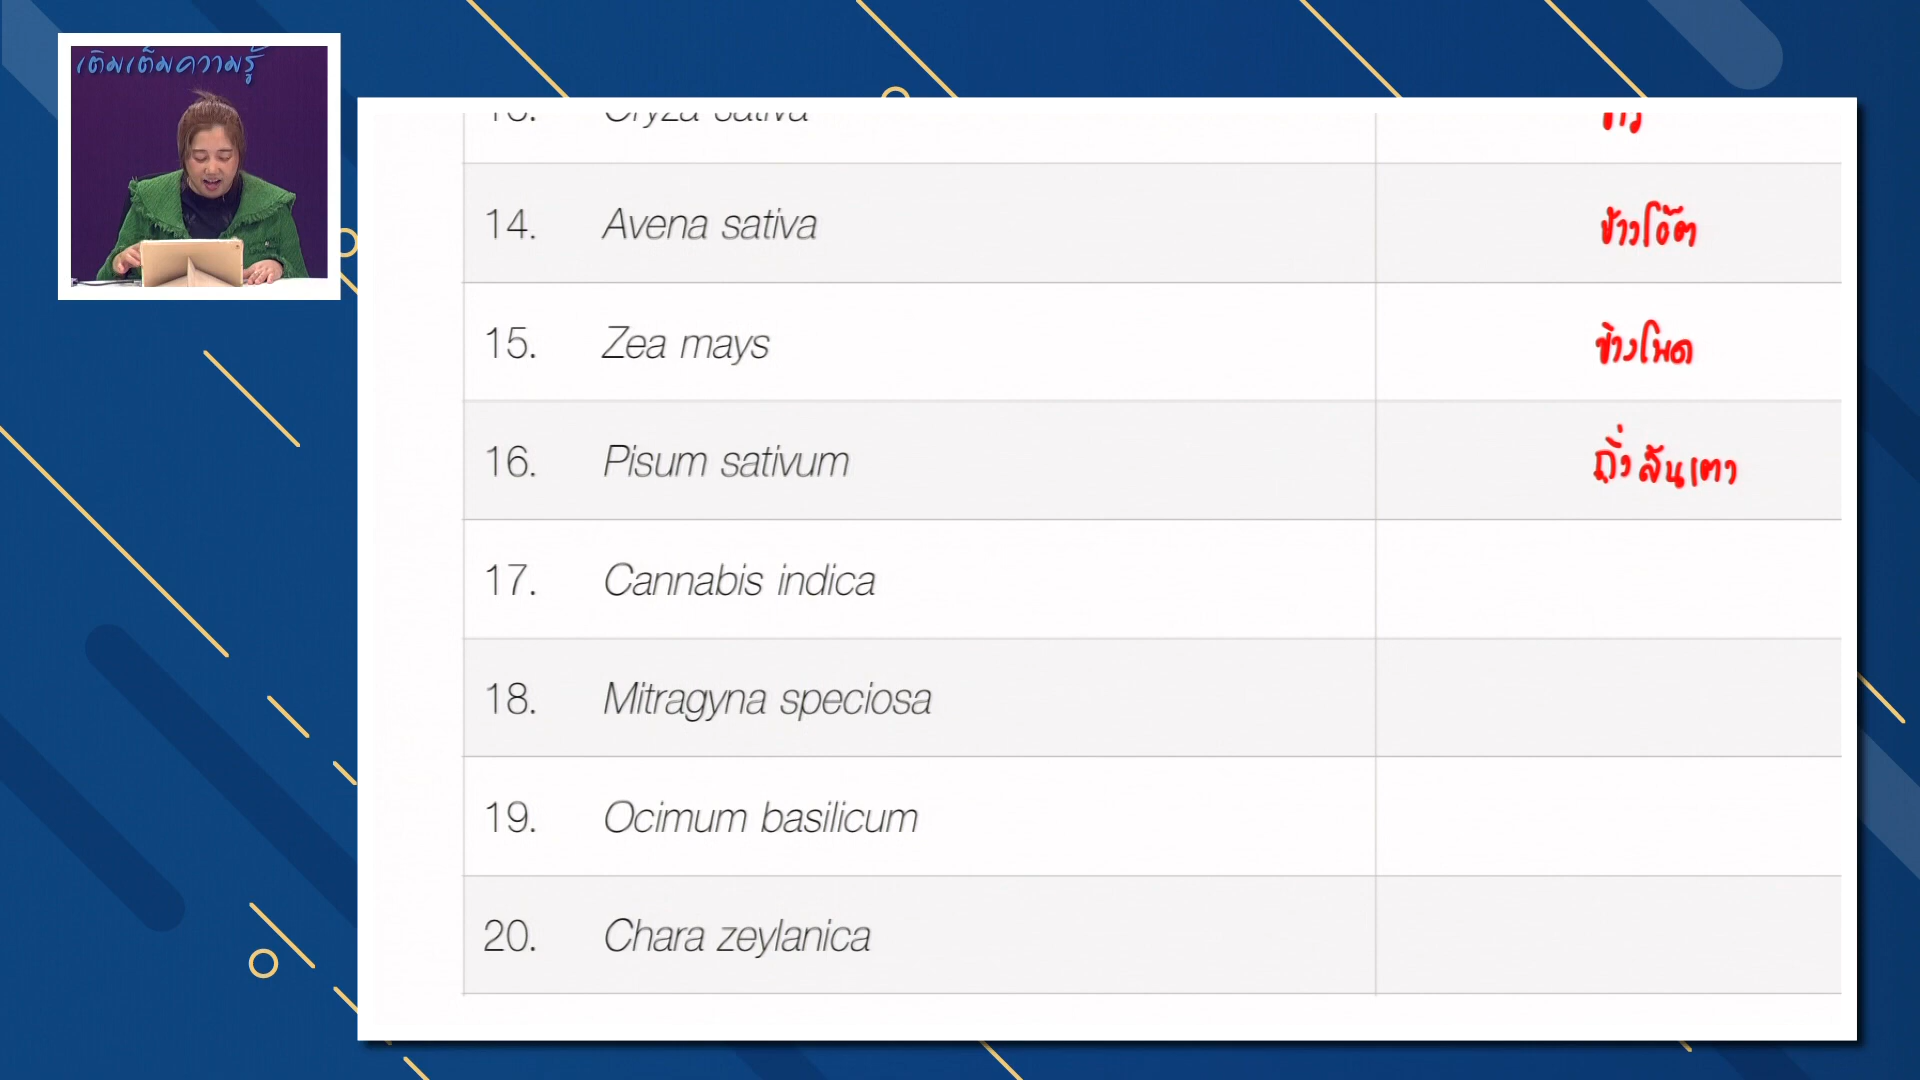 เติมเต็มความรู้
14. Avena sativa ข้าวโอ๊ต
15. Zea mays ข้าวโพด
16. Pisum sativum ถั่วลันเตา
17. Cannabis indica
18. Mitragyna speciosa
19. Ocimum basilicum
20. Chara zeylanica